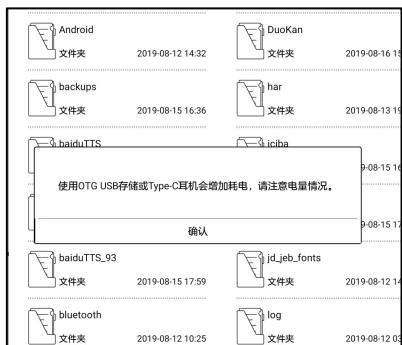 Android
DuoKan
文件夹 2019-08-12 14:32
文件夹 2019-08-16 15
backups
har
文件夹 2019-08-15 16:36
文件夹 2019-08-13 19
baiduTTS
iciba
9-08-15 16
使用OTG USB存储或Type-C耳机会增加耗电，请注意电量情况。
9-08-15 17
确认
baiduTTS_93
jd_jeb_fonts
文件夹 2019-08-15 17:59
文件夹 2019-08-12 14
bluetooth
log
文件夹 2019-08-12 10:25
文件夹 2019-08-12 03